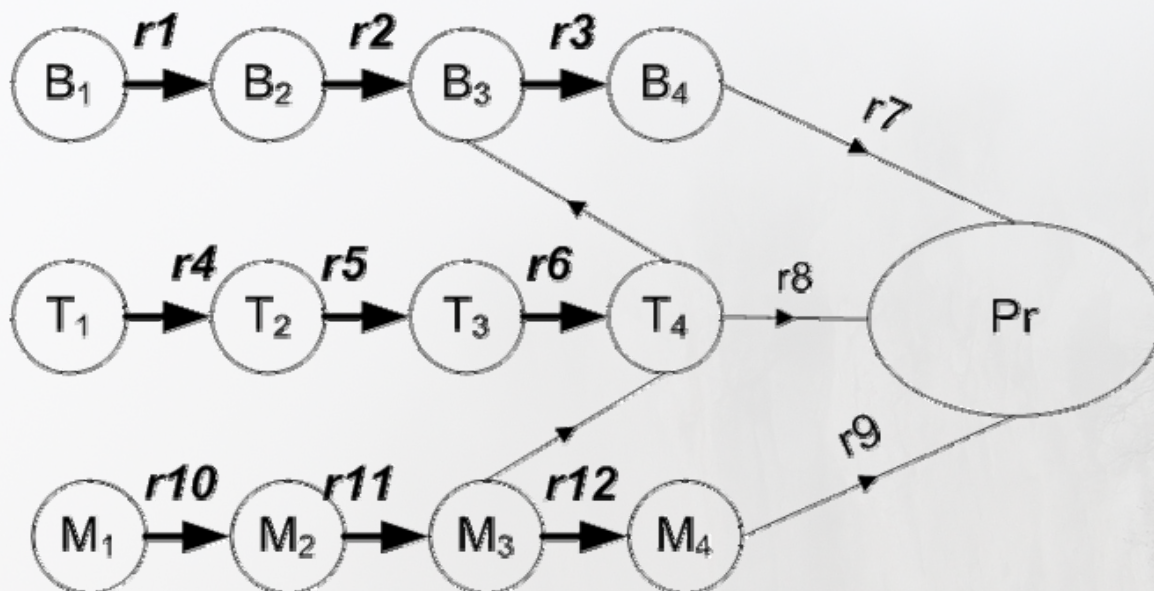 r1 r2 r3
B₁ B₂ B₃ B₄
r7
r4 r5 r6 r8
T₁ T₂ T₃ T₄ Pr
r9
r10 r11 r12
M₁ M₂ M₃ M₄